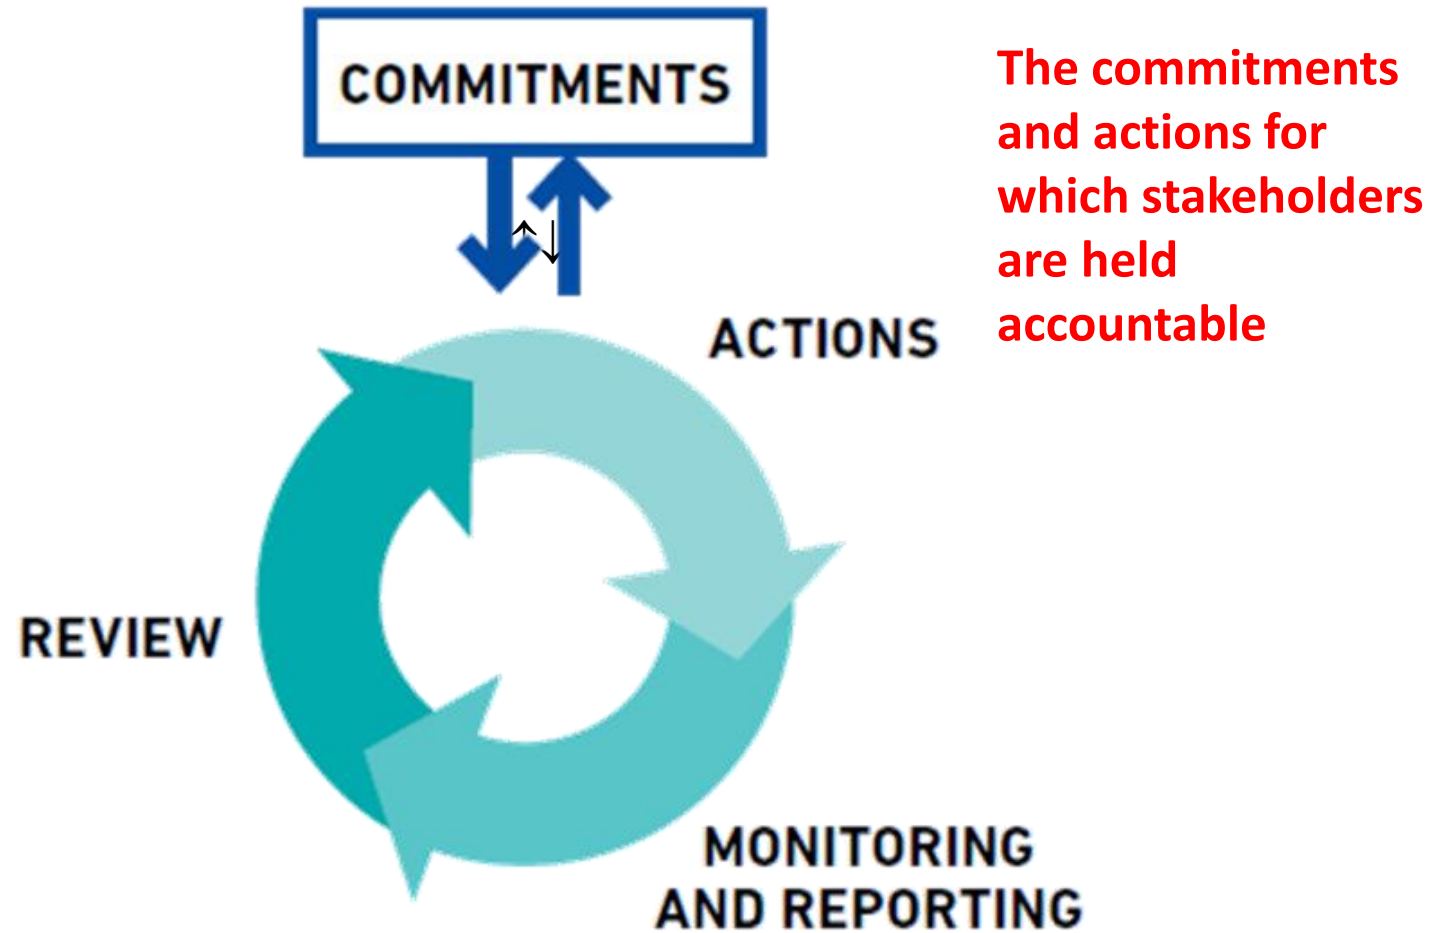 COMMITMENTS
The commitments
and actions for
which stakeholders
are held
accountable
ACTIONS
REVIEW
MONITORING
AND REPORTING